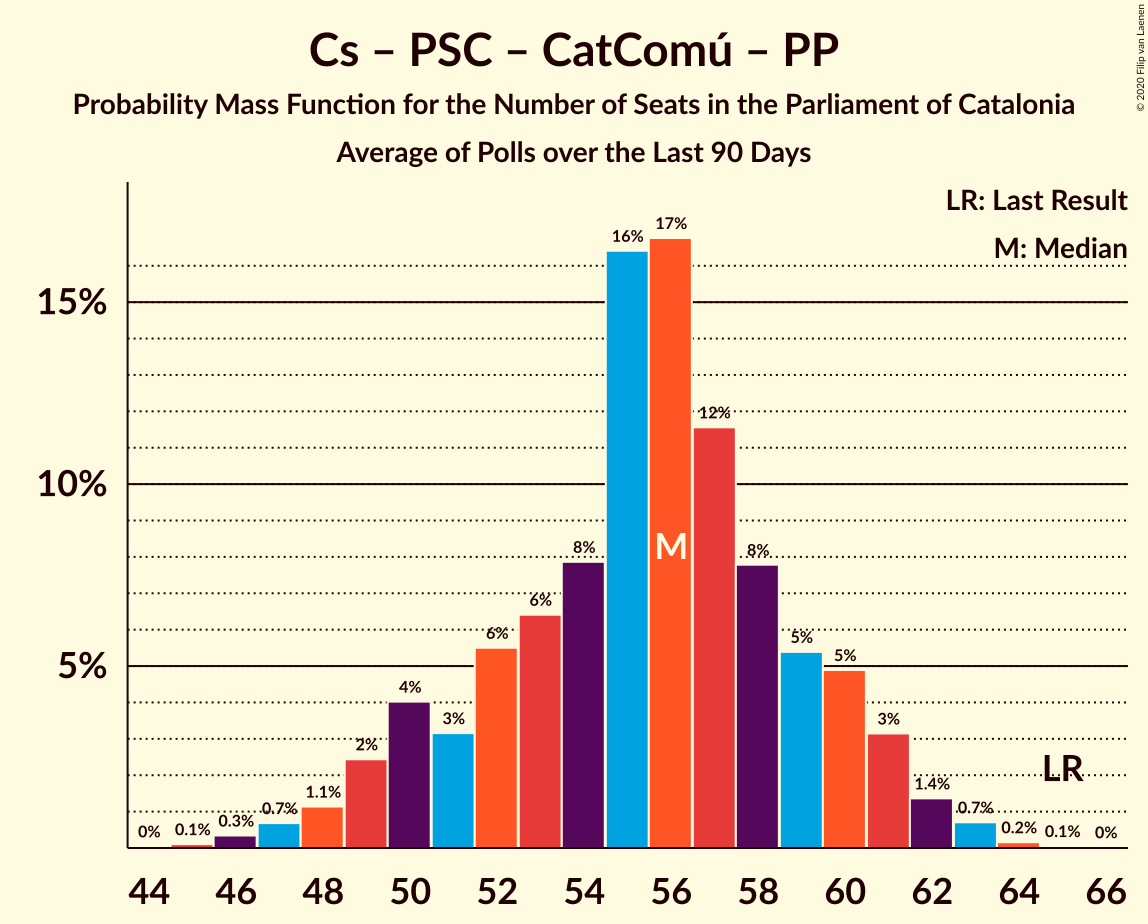 Cs – PSC – CatComú – PP
Probability Mass Function for the Number of Seats in the Parliament of Catalonia
Average of Polls over the Last 90 Days
© 2020 Filip van Laenen
LR: Last Result
M: Median
15%
10%
5%
0% 0.1% 0.3% 0.7% 1.1% 2% 4% 3% 6% 6% 8% 16% 17% 12% 8% 5% 5% 3% 1.4% 0.7% 0.2% 0.1% 0%
M
LR
44 46 48 50 52 54 56 58 60 62 64 66